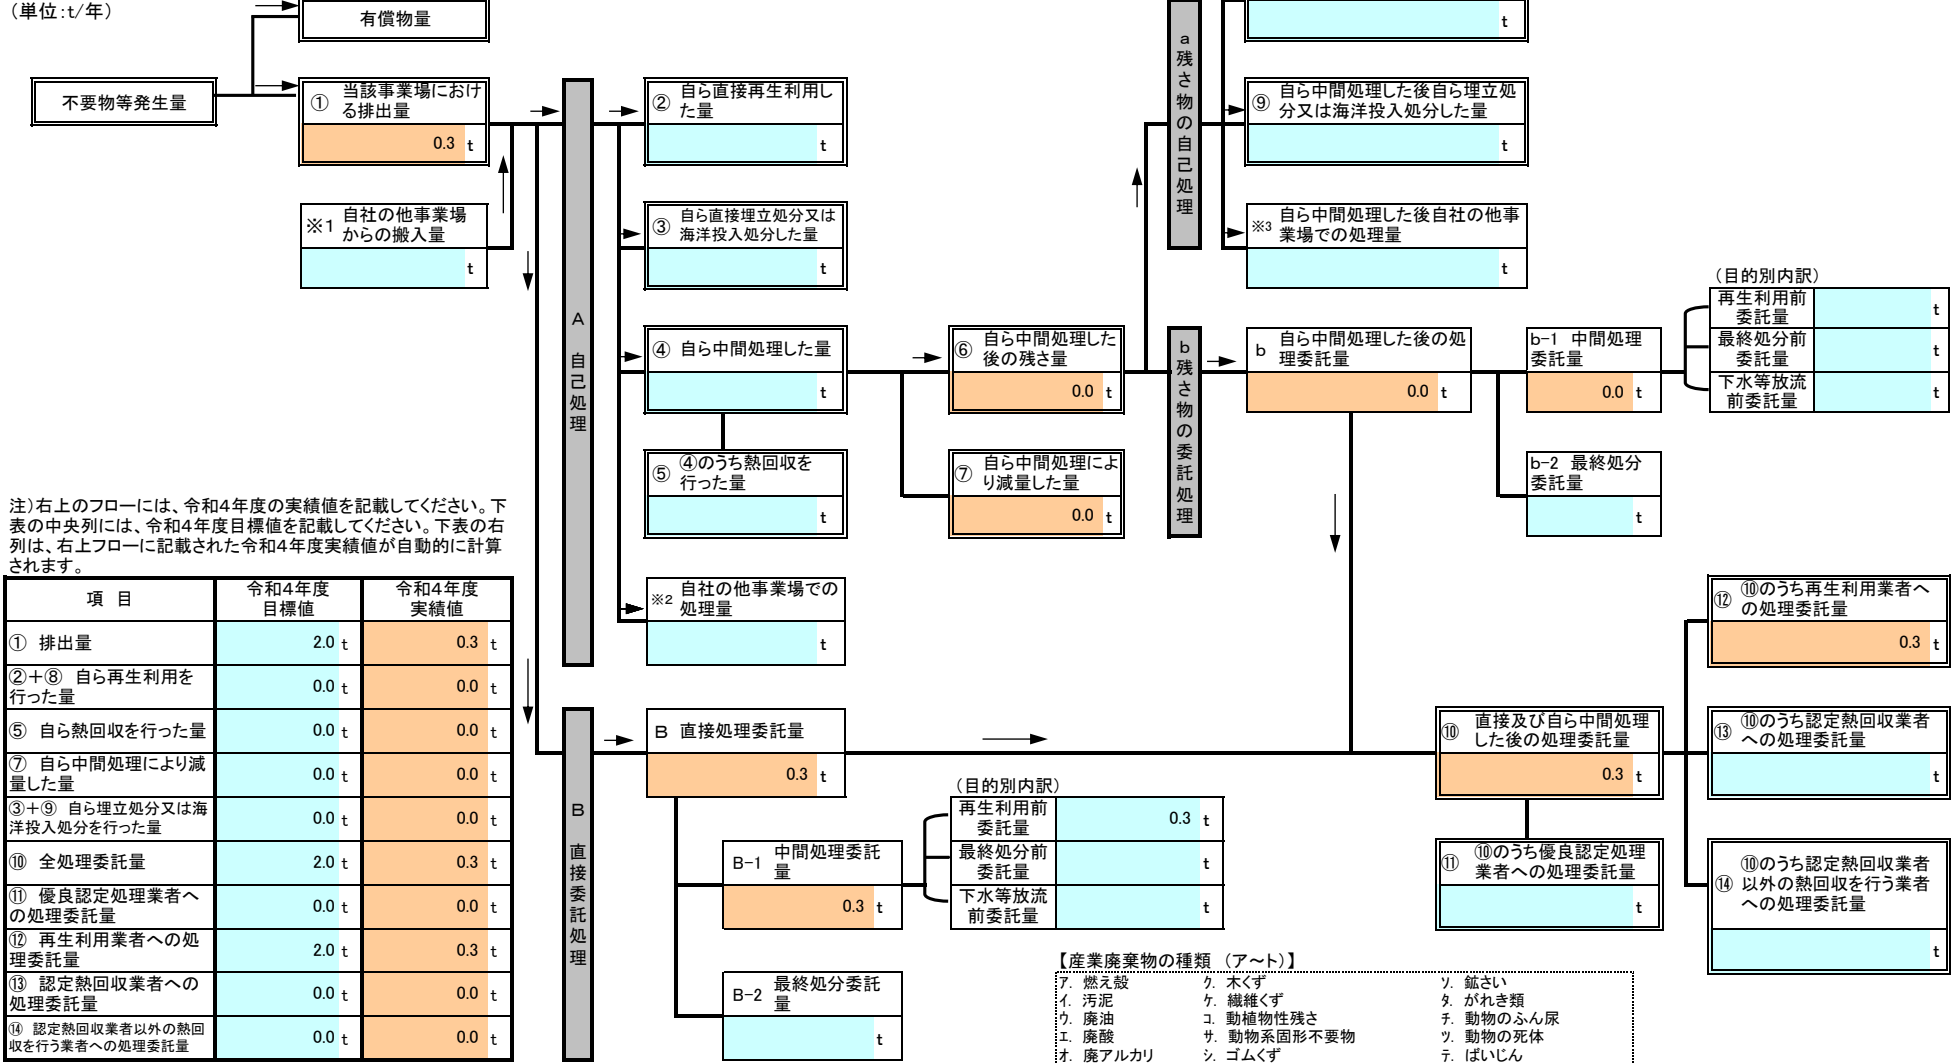 （単位:t/年）
有償物量
不要物等発生量
① 当該事業場におけ
る排出量
0.3 t
※1 自社の他事業場
からの搬入量
t
A 自己処理
② 自ら直接再生利用し
た量
t
③ 自ら直接埋立処分又は
海洋投入処分した量
t
④ 自ら中間処理した量
t
⑤ ④のうち熱回収を
行った量
t
※2 自社の他事業場での
処理量
t
⑥ 自ら中間処理した
後の残さ量
0.0 t
⑦ 自ら中間処理によ
り減量した量
0.0 t
a 残さ物の自己処理
t
⑨ 自ら中間処理した後自ら埋立処
分又は海洋投入処分した量
t
※3 自ら中間処理した後自社の他事
業場での処理量
t
b 残さ物の委託処理
b 自ら中間処理した後の処
理委託量
0.0 t
b-1 中間処理
委託量
0.0 t
（目的別内訳）
再生利用前
委託量 t
最終処分前
委託量 t
下水等放流
前委託量 t
b-2 最終処分
委託量
t
注）右上のフローには、令和４年度の実績値を記載してください。下
表の中央列には、令和４年度目標値を記載してください。下表の右
列は、右上フローに記載された令和４年度実績値が自動的に計算
されます。
項 目 令和４年度
目標値 令和４年度
実績値
① 排出量 2.0 t 0.3 t
②＋⑧ 自ら再生利用を
行った量 0.0 t 0.0 t
⑤ 自ら熱回収を行った量 0.0 t 0.0 t
⑦ 自ら中間処理により減
量した量 0.0 t 0.0 t
③＋⑨ 自ら埋立処分又は海
洋投入処分を行った量 0.0 t 0.0 t
⑩ 全処理委託量 2.0 t 0.3 t
⑪ 優良認定処理業者へ
の処理委託量 0.0 t 0.0 t
⑫ 再生利用業者への処
理委託量 2.0 t 0.3 t
⑬ 認定熱回収業者への
処理委託量 0.0 t 0.0 t
⑭ 認定熱回収業者以外の熱回
収を行う業者への処理委託量 0.0 t 0.0 t
B 直接委託処理
B 直接処理委託量
0.3 t
B-1 中間処理委託
量
0.3 t
（目的別内訳）
再生利用前
委託量 0.3 t
最終処分前
委託量 t
下水等放流
前委託量 t
B-2 最終処分委託
量
t
⑩ 直接及び自ら中間処理
した後の処理委託量
0.3 t
⑪ ⑩のうち優良認定処理
業者への処理委託量
t
⑫ ⑩のうち再生利用業者へ
の処理委託量
0.3 t
⑬ ⑩のうち認定熱回収業者
への処理委託量
t
⑭ ⑩のうち認定熱回収業者
以外の熱回収を行う業者
への処理委託量
t
【産業廃棄物の種類 （ア～ト）】
ア. 燃え殻 ク. 木くず ソ. 鉱さい
イ. 汚泥 ケ. 繊維くず タ. がれき類
ウ. 廃油 コ. 動植物性残さ チ. 動物のふん尿
エ. 廃酸 サ. 動物系固形不要物 ツ. 動物の死体
オ. 廃アルカリ シ. ゴムくず テ. ばいじん